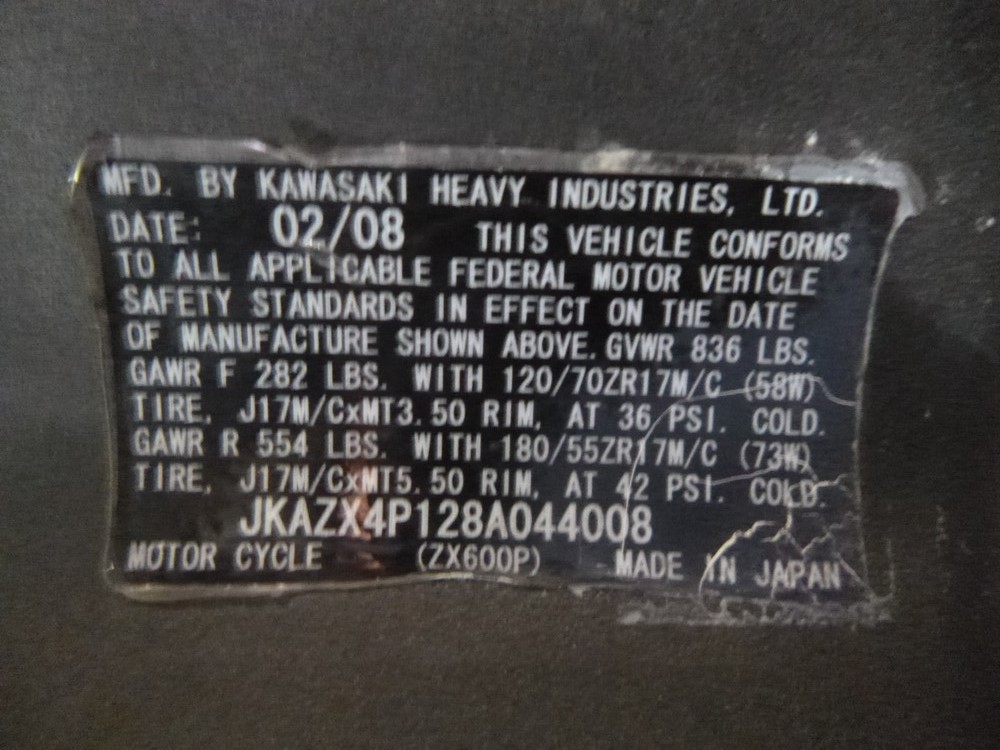 MFD. BY KAWASAKI HEAVY INDUSTRIES, LTD.
DATE: 02/08 THIS VEHICLE CONFORMS
TO ALL APPLICABLE FEDERAL MOTOR VEHICLE
SAFETY STANDARDS IN EFFECT ON THE DATE
OF MANUFACTURE SHOWN ABOVE. GVWR 836 LBS.
GAWR F 282 LBS. WITH 120/70ZR17M/C (58W)
TIRE, J17M/CxMT3.50 RIM, AT 36 PSI. COLD.
GAWR R 554 LBS. WITH 180/55ZR17M/C (73W)
TIRE, J17M/CxMT5.50 RIM, AT 42 PSI. COLD.
JKAZX4P128A044008
MOTOR CYCLE (ZX600P) MADE IN JAPAN